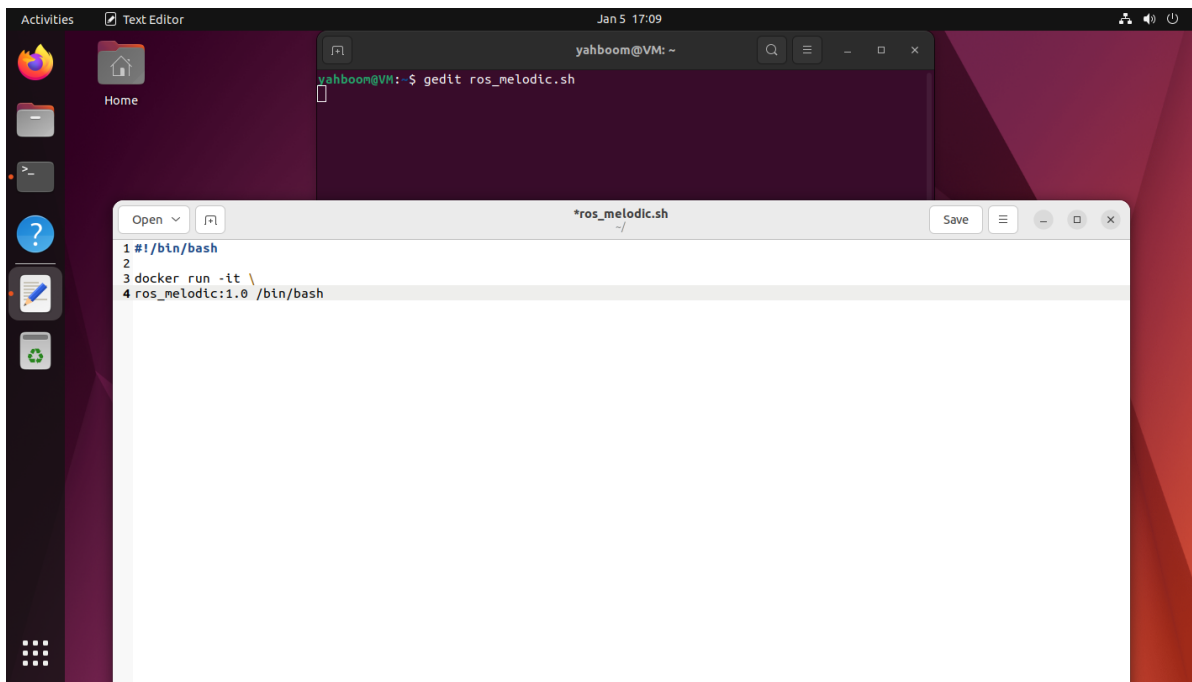 Activities
Text Editor
Jan 5 17:09
Home
yahboom@VM: ~
yahboom@VM:~$ gedit ros_melodic.sh
Open
*ros_melodic.sh
~/
Save
1 #!/bin/bash
2
3 docker run -it \
4 ros_melodic:1.0 /bin/bash